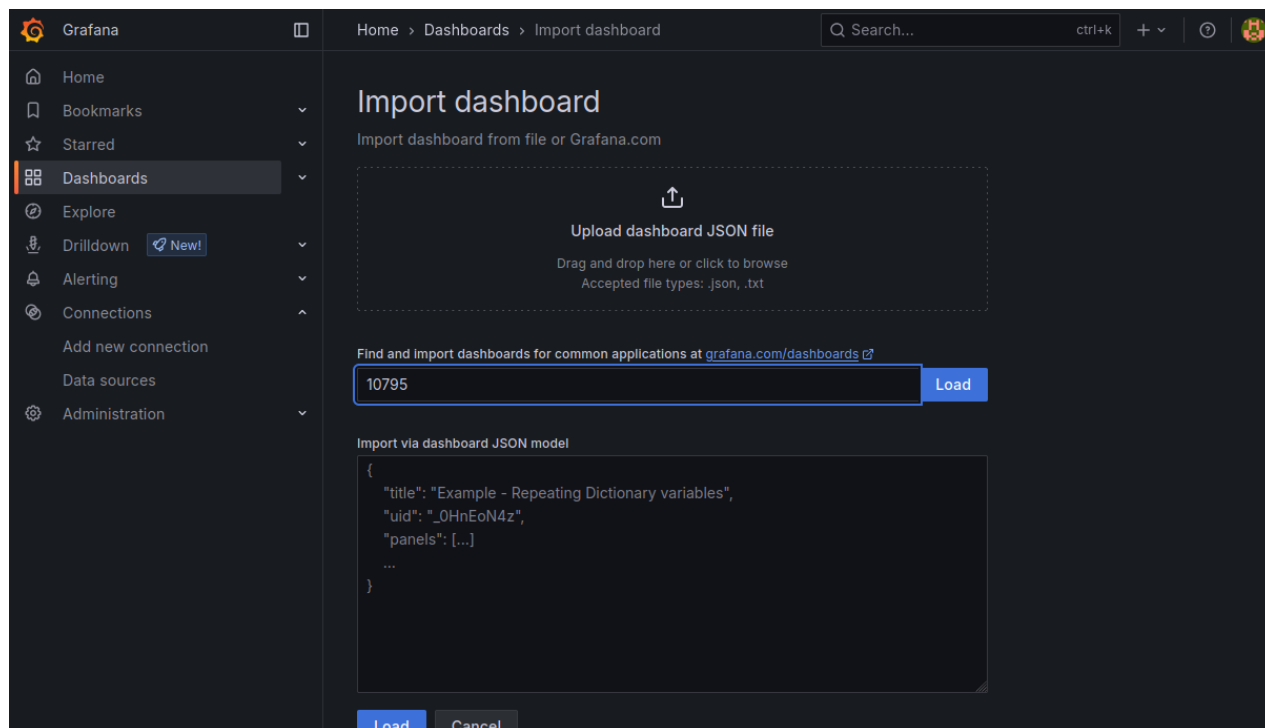 Grafana
Home › Dashboards › Import dashboard
Search...
ctrl+k
Home
Bookmarks
Starred
Dashboards
Explore
Drilldown
New!
Alerting
Connections
Add new connection
Data sources
Administration
Import dashboard
Import dashboard from file or Grafana.com
Upload dashboard JSON file
Drag and drop here or click to browse
Accepted file types: .json, .txt
Find and import dashboards for common applications at grafana.com/dashboards
10795
Load
Import via dashboard JSON model
{
"title": "Example - Repeating Dictionary variables",
"uid": "_0HnEoN4z",
"panels": [...]
...
}
Load
Cancel